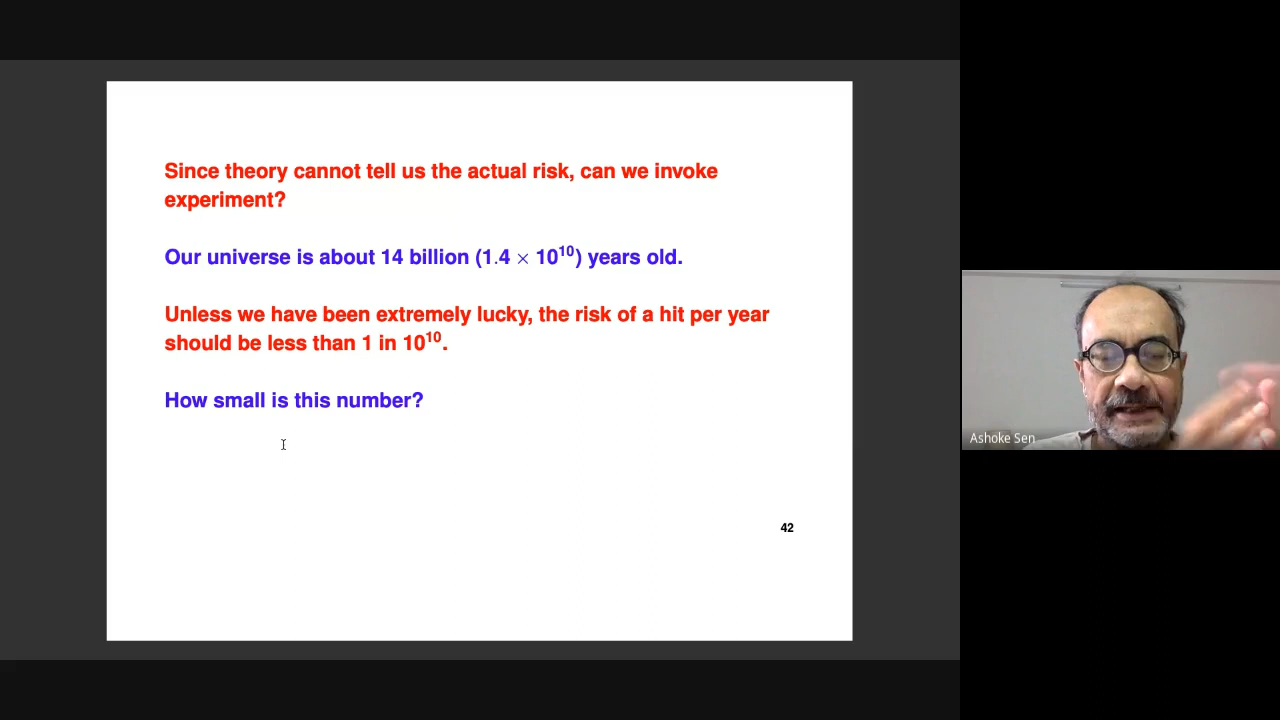 Since theory cannot tell us the actual risk, can we invoke
experiment?
Our universe is about 14 billion (1.4 × 10¹⁰) years old.
Unless we have been extremely lucky, the risk of a hit per year
should be less than 1 in 10¹⁰.
How small is this number?
42
Ashoke Sen